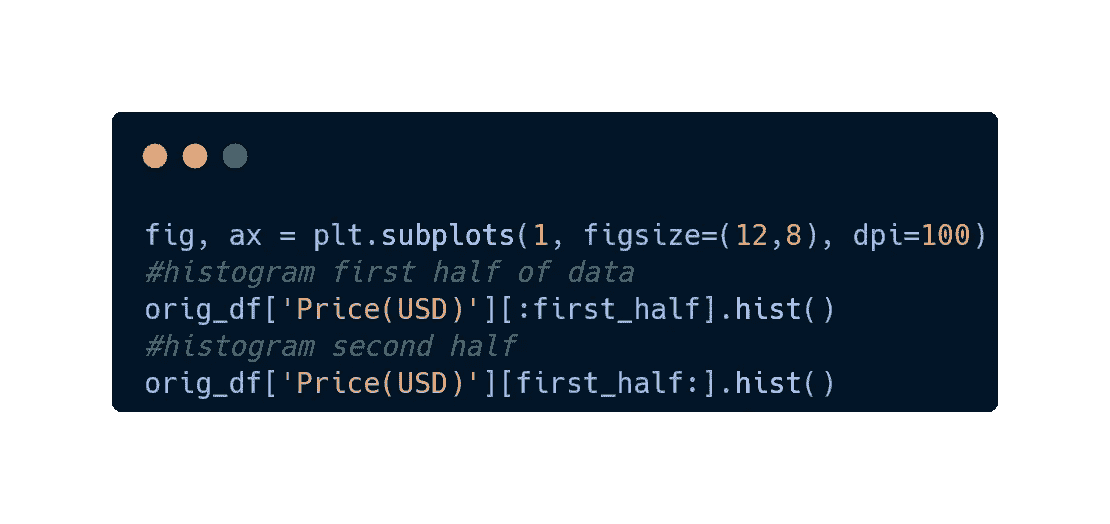 fig, ax = plt.subplots(1, figsize=(12,8), dpi=100)
#histogram first half of data
orig_df['Price(USD)'][:first_half].hist()
#histogram second half
orig_df['Price(USD)'][first_half:].hist()